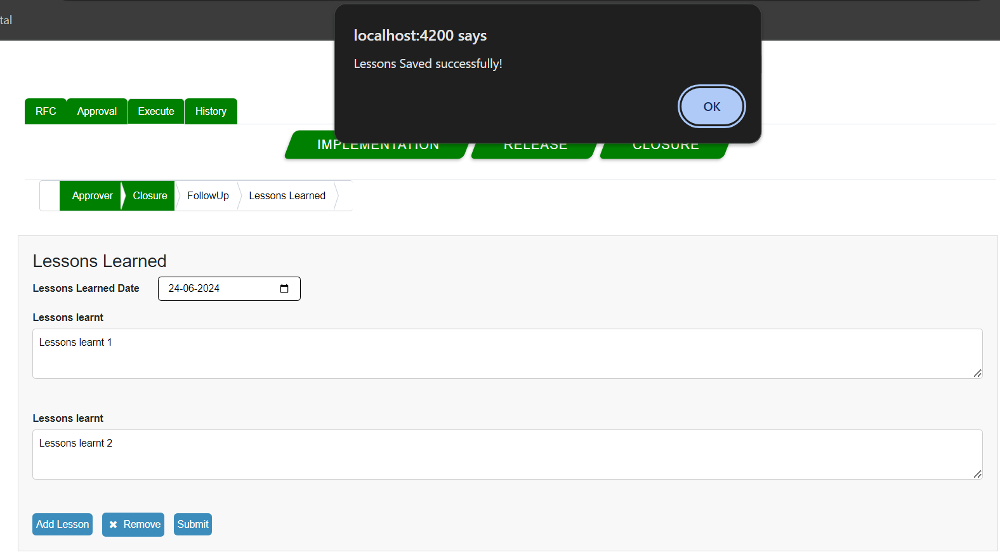 tal
localhost:4200 says
Lessons Saved successfully!
OK
RFC Approval Execute History
IMPLEMENTATION RELEASE CLOSURE
Approver Closure FollowUp Lessons Learned
Lessons Learned
Lessons Learned Date 24-06-2024
Lessons learnt
Lessons learnt 1
Lessons learnt
Lessons learnt 2
Add Lesson ✖ Remove Submit